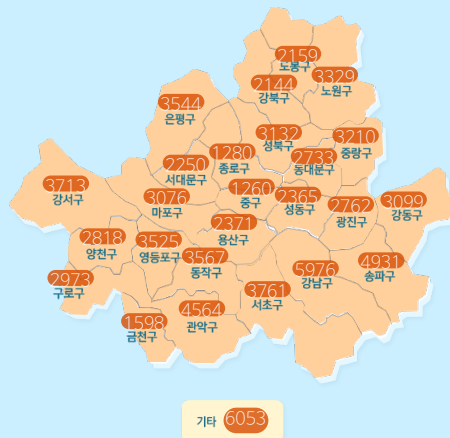 2159
노봉구
2144
강북구
3329
노원구
3544
은평구
3132
성북구
3210
중랑구
1280
종로구
2733
동대문구
2250
서대문구
3713
강서구
3076
마포구
1260
중구
2365
성동구
2762
광진구
3099
강동구
2371
용산구
2818
양천구
3525
영등포구
3567
동작구
4931
송파구
5976
강남구
2973
구로구
3761
서초구
4564
관악구
1598
금천구
기타 6053